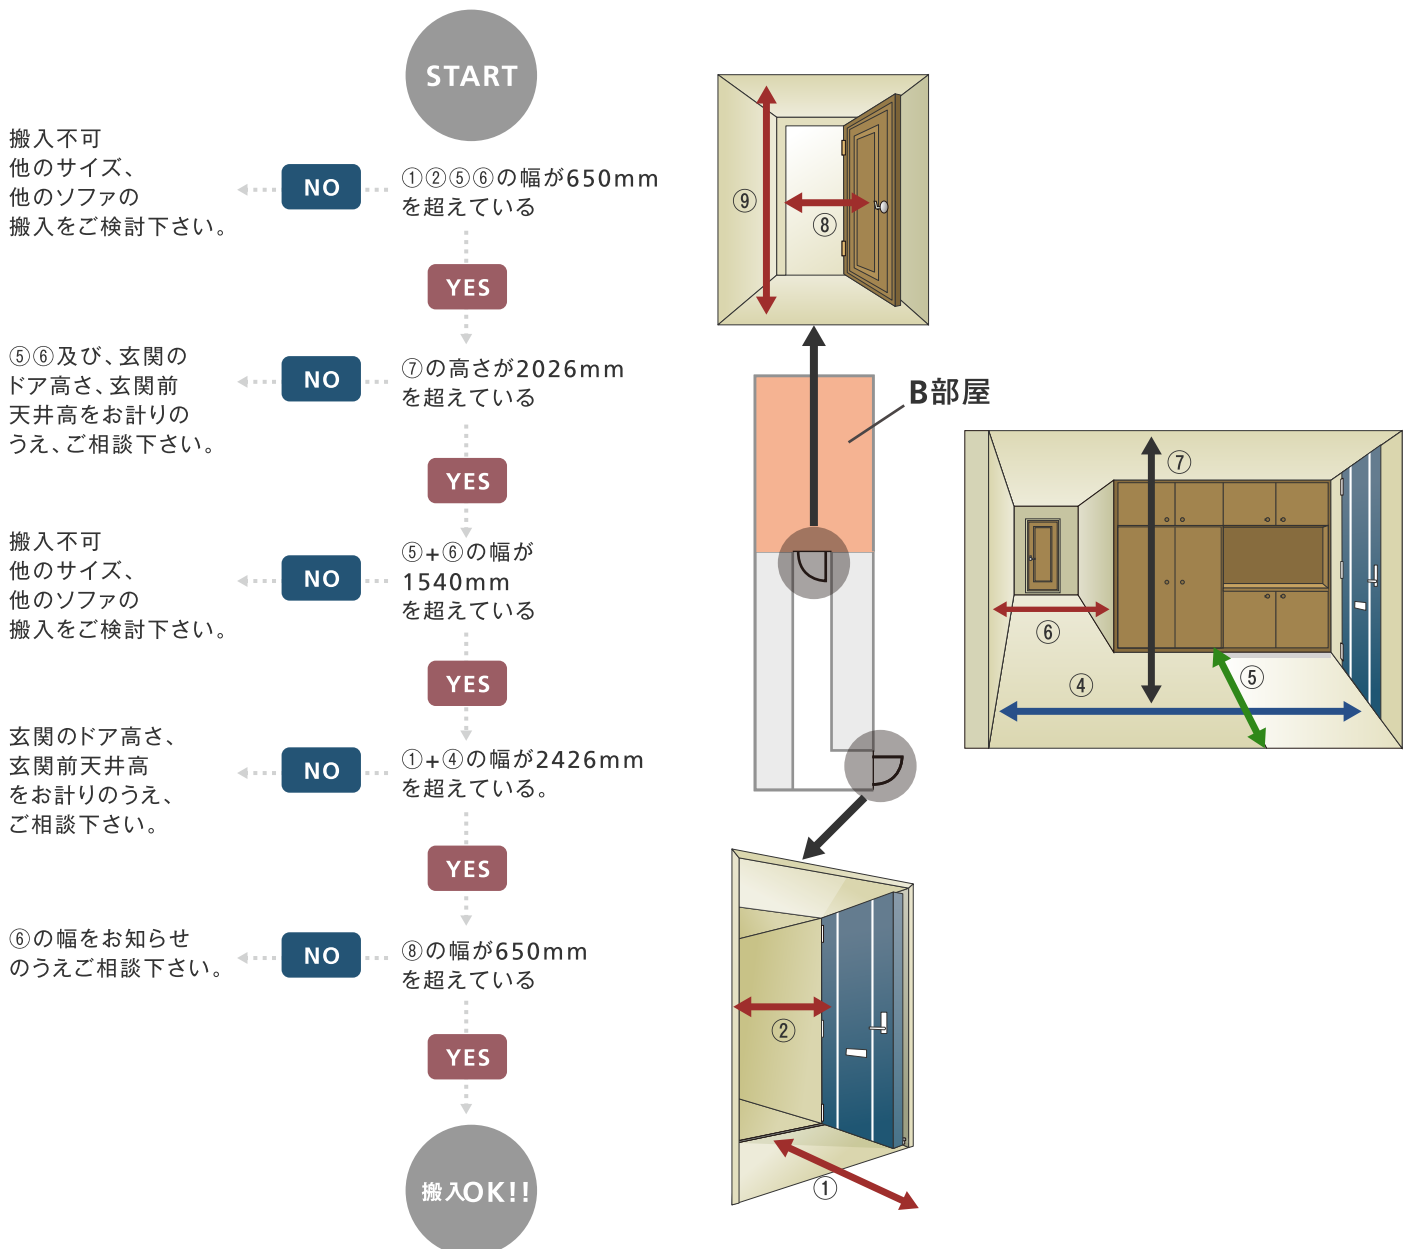 START
搬入不可
他のサイズ、
他のソファの
搬入をご検討下さい。
NO
①②⑤⑥の幅が650mm
を超えている
YES
⑤⑥及び、玄関の
ドア高さ、玄関前
天井高をお計りの
うえ、ご相談下さい。
NO
⑦の高さが2026mm
を超えている
YES
搬入不可
他のサイズ、
他のソファの
搬入をご検討下さい。
NO
⑤+⑥の幅が
1540mm
を超えている
YES
玄関のドア高さ、
玄関前天井高
をお計りのうえ、
ご相談下さい。
NO
①+④の幅が2426mm
を超えている。
YES
⑥の幅をお知らせ
のうえご相談下さい。
NO
⑧の幅が650mm
を超えている
YES
搬入OK!!
⑨
⑧
B部屋
⑦
⑥
④
⑤
②
①